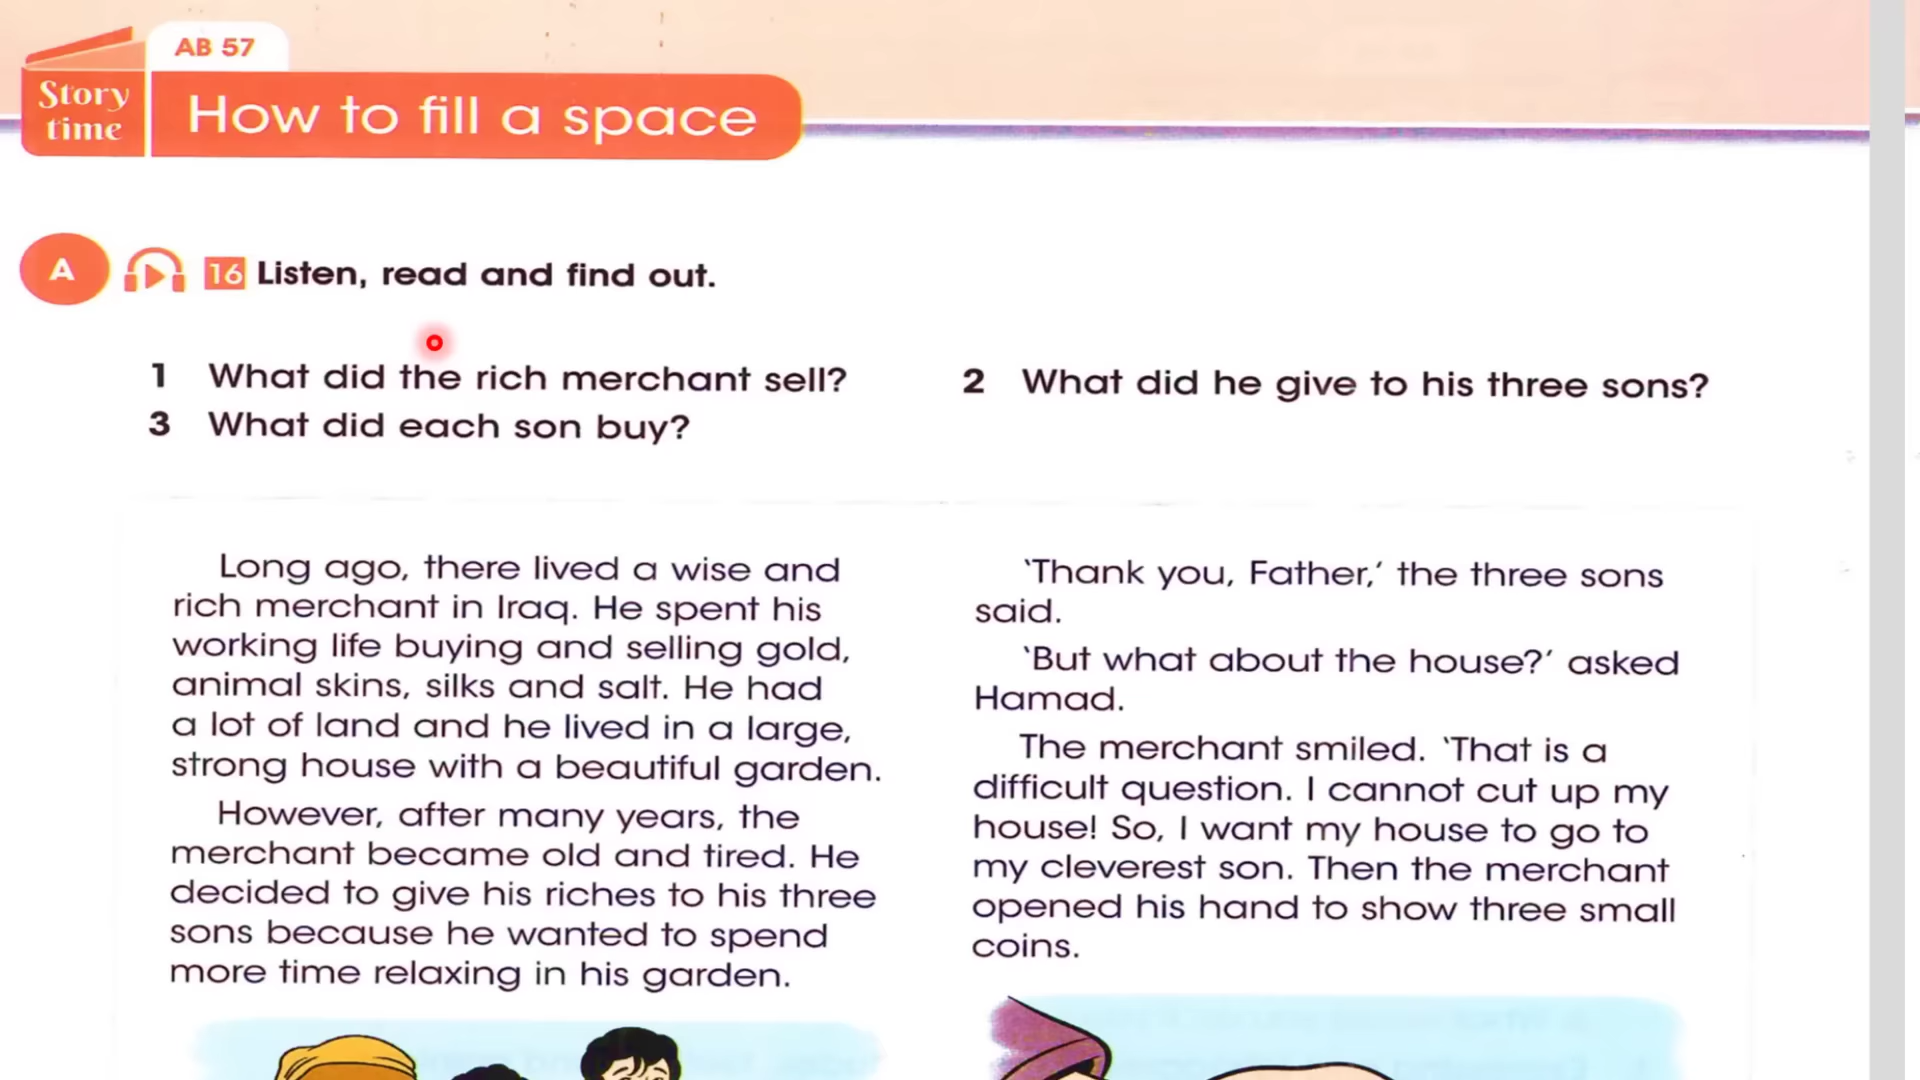 AB 57
Story
time
How to fill a space
A
16 Listen, read and find out.
1 What did the rich merchant sell?
2 What did he give to his three sons?
3 What did each son buy?
Long ago, there lived a wise and
rich merchant in Iraq. He spent his
working life buying and selling gold,
animal skins, silks and salt. He had
a lot of land and he lived in a large,
strong house with a beautiful garden.
However, after many years, the
merchant became old and tired. He
decided to give his riches to his three
sons because he wanted to spend
more time relaxing in his garden.
‘Thank you, Father,’ the three sons
said.
‘But what about the house?’ asked
Hamad.
The merchant smiled. ‘That is a
difficult question. I cannot cut up my
house! So, I want my house to go to
my cleverest son. Then the merchant
opened his hand to show three small
coins.